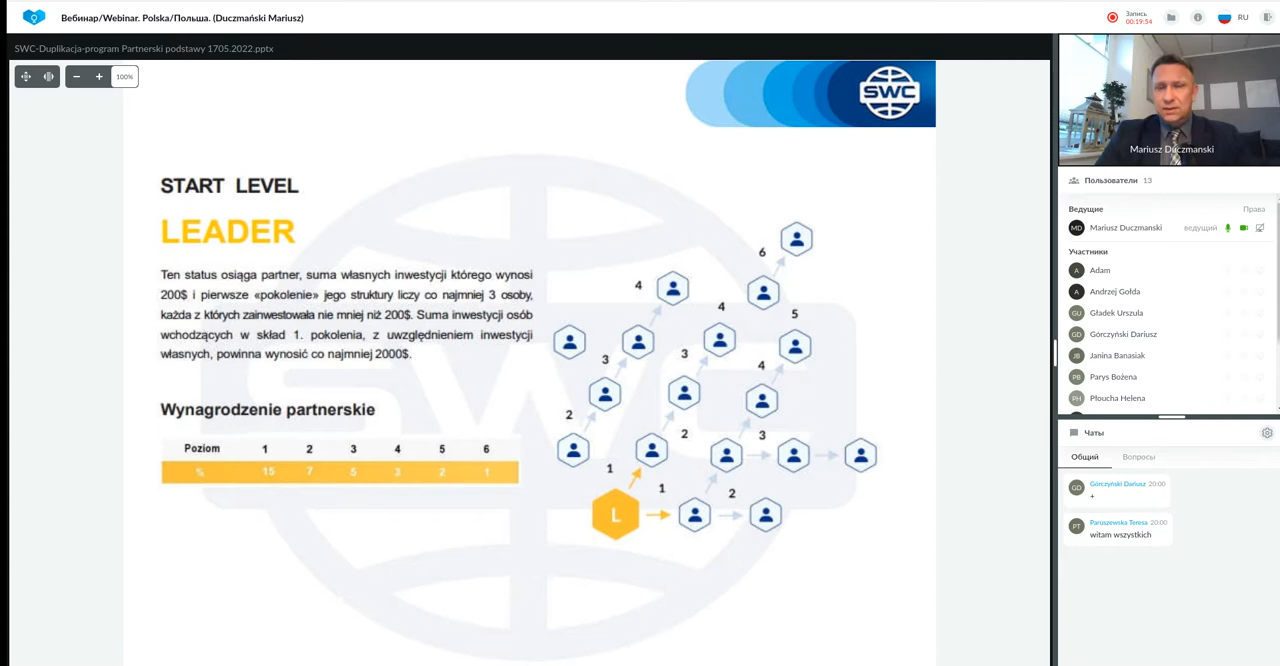 Вебинар/Webinar. Polska/Польша. (Duczmański Mariusz)
Запись
00:19:54
RU
SWC-Duplikacja-program Partnerski podstawy 1705.2022.pptx
100%
SWC
START LEVEL
LEADER
Ten status osiąga partner, suma własnych inwestycji którego wynosi
200$ i pierwsze «pokolenie» jego struktury liczy co najmniej 3 osoby,
każda z których zainwestowała nie mniej niż 200$. Suma inwestycji osób
wchodzących w skład 1. pokolenia, z uwzględnieniem inwestycji
własnych, powinna wynosić co najmniej 2000$.
Wynagrodzenie partnerskie
Poziom 1 2 3 4 5 6
% 15 7 5 3 2 1
6
4
5
4
3
3
4
2
2
3
1
1
2
L
Mariusz Duczmanski
Пользователи 13
Ведущие Права
MD Mariusz Duczmanski ведущий
Участники
A Adam
A Andrzej Gołda
GU Gładek Urszula
GD Górczyński Dariusz
JB Janina Banasiak
PB Parys Bożena
PH Płoucha Helena
Чаты
Общий Вопросы
GD Górczyński Dariusz 20:00
+
PT Paruszewska Teresa 20:00
witam wszystkich